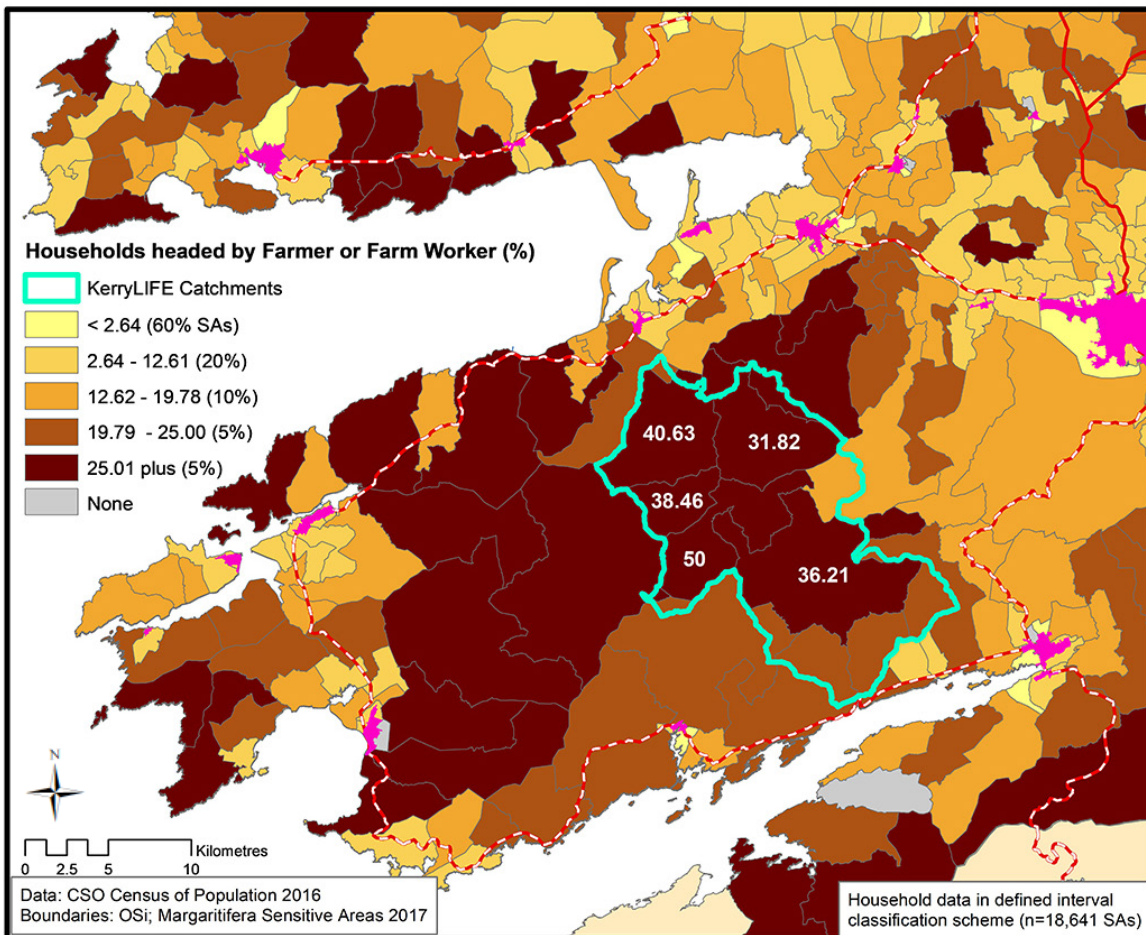 Households headed by Farmer or Farm Worker (%)
KerryLIFE Catchments
< 2.64 (60% SAs)
2.64 - 12.61 (20%)
12.62 - 19.78 (10%)
19.79 - 25.00 (5%)
25.01 plus (5%)
None
40.63
31.82
38.46
50
36.21
N
Kilometres
0 2.5 5 10
Data: CSO Census of Population 2016
Boundaries: OSi; Margaritifera Sensitive Areas 2017
Household data in defined interval
classification scheme (n=18,641 SAs)